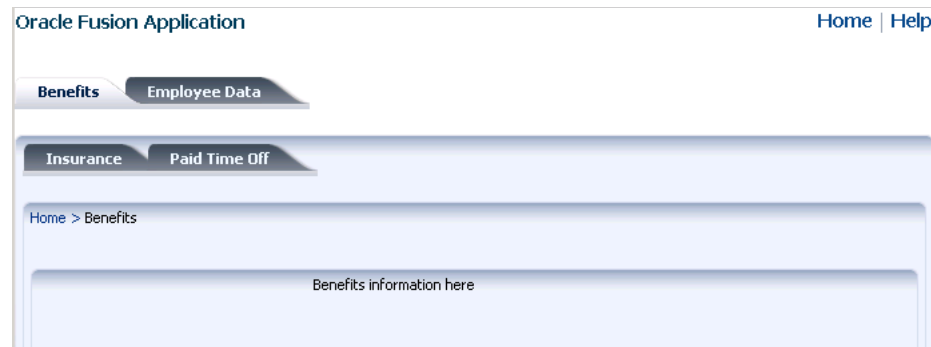 Oracle Fusion Application
Home | Help
Benefits Employee Data
Insurance Paid Time Off
Home > Benefits
Benefits information here